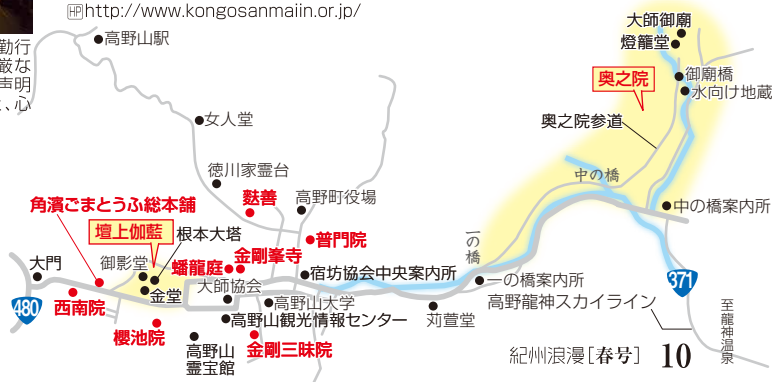 HP http://www.kongosanmaiin.or.jp/
勤行
厳な
声明
、心
高野山駅
女人堂
徳川家霊台
麩善
高野町役場
角濱ごまとうふ総本舗
壇上伽藍
根本大塔
普門院
大門
御影堂
蟠龍庭
金剛峯寺
宿坊協会中央案内所
480
西南院
金堂
大師協会
高野山大学
櫻池院
高野山観光情報センター
高野山
霊宝館
金剛三昧院
大師御廟
燈籠堂
奥之院
御廟橋
水向け地蔵
奥之院参道
中の橋
中の橋案内所
一の橋
一の橋案内所
371
苅萱堂
高野龍神スカイライン
至龍神温泉
紀州浪漫[春号] 10